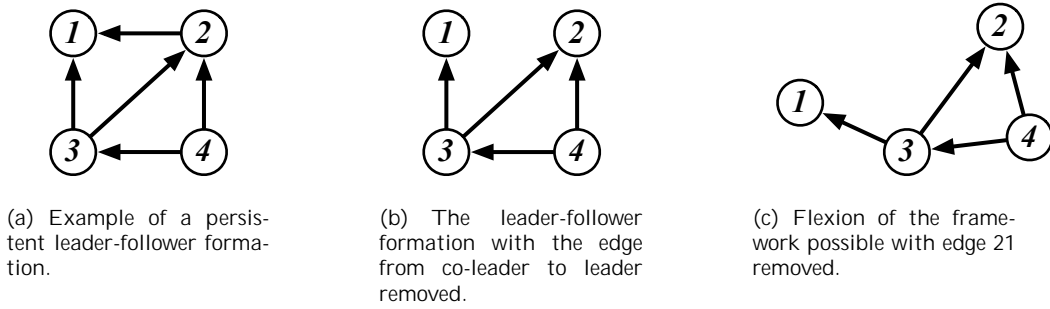 1 2
3 4
1 2
3 4
2
1
3 4
(a) Example of a persis-
tent leader-follower forma-
tion.
(b) The leader-follower
formation with the edge
from co-leader to leader
removed.
(c) Flexion of the frame-
work possible with edge 21
removed.